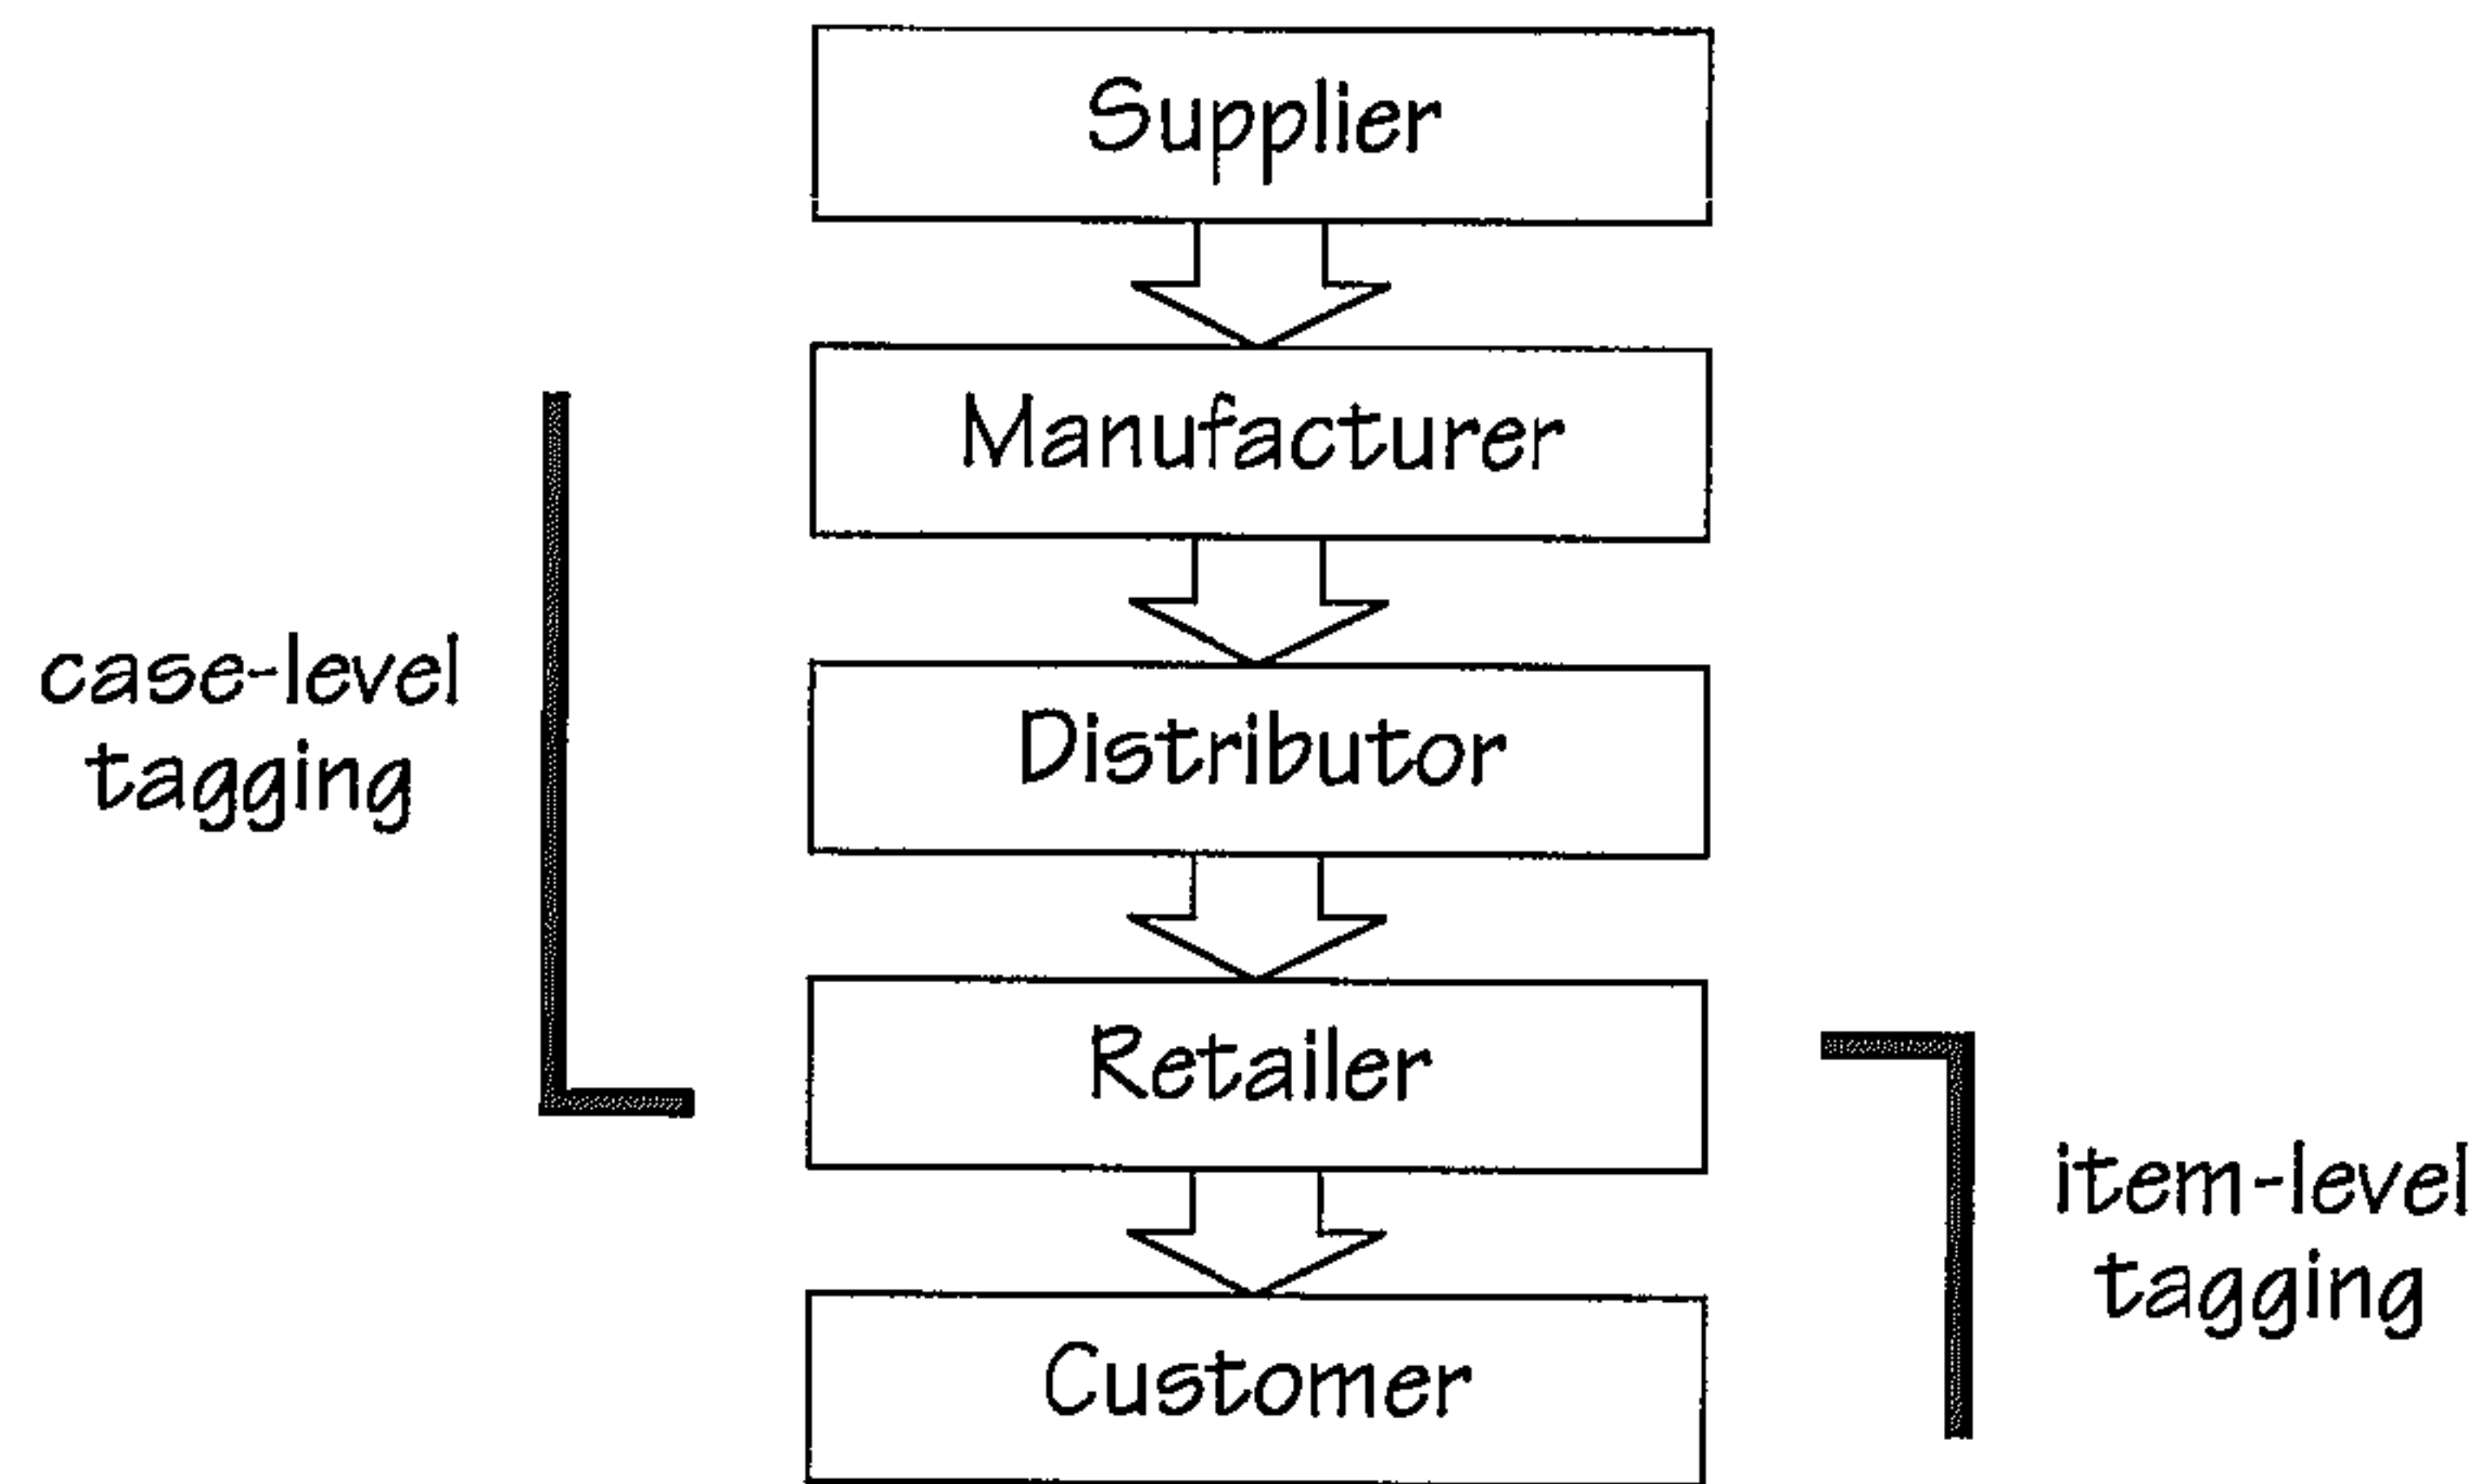 Supplier
Manufacturer
case-level
tagging
Distributor
Retailer
item-level
tagging
Customer